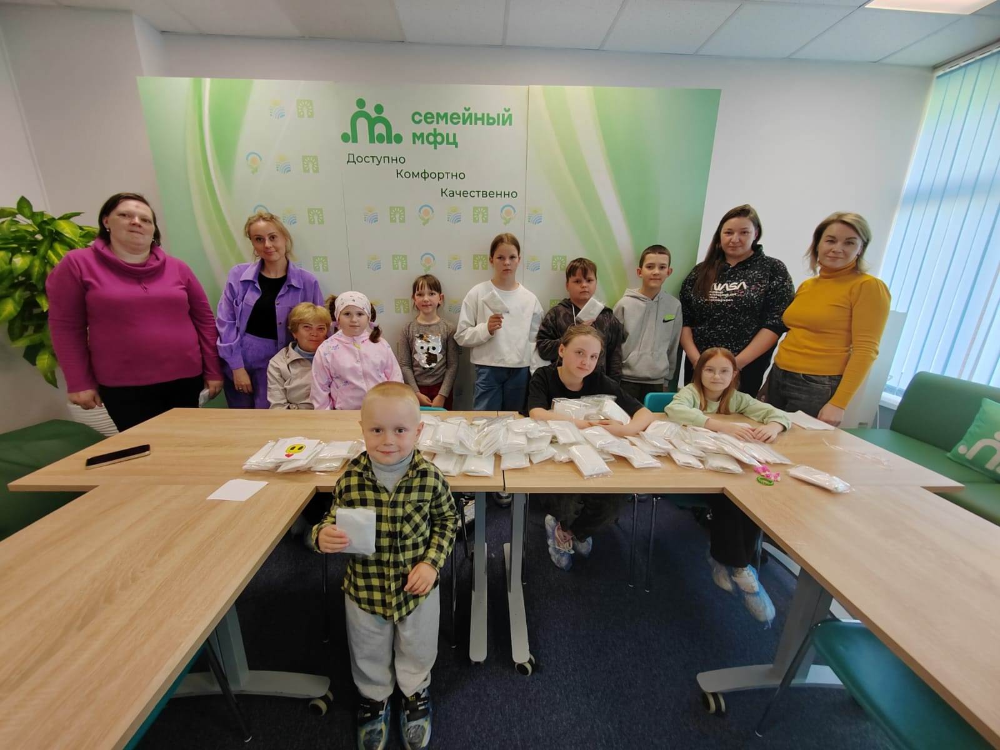 семейный
мфц
Доступно
Комфортно
Качественно
NASA